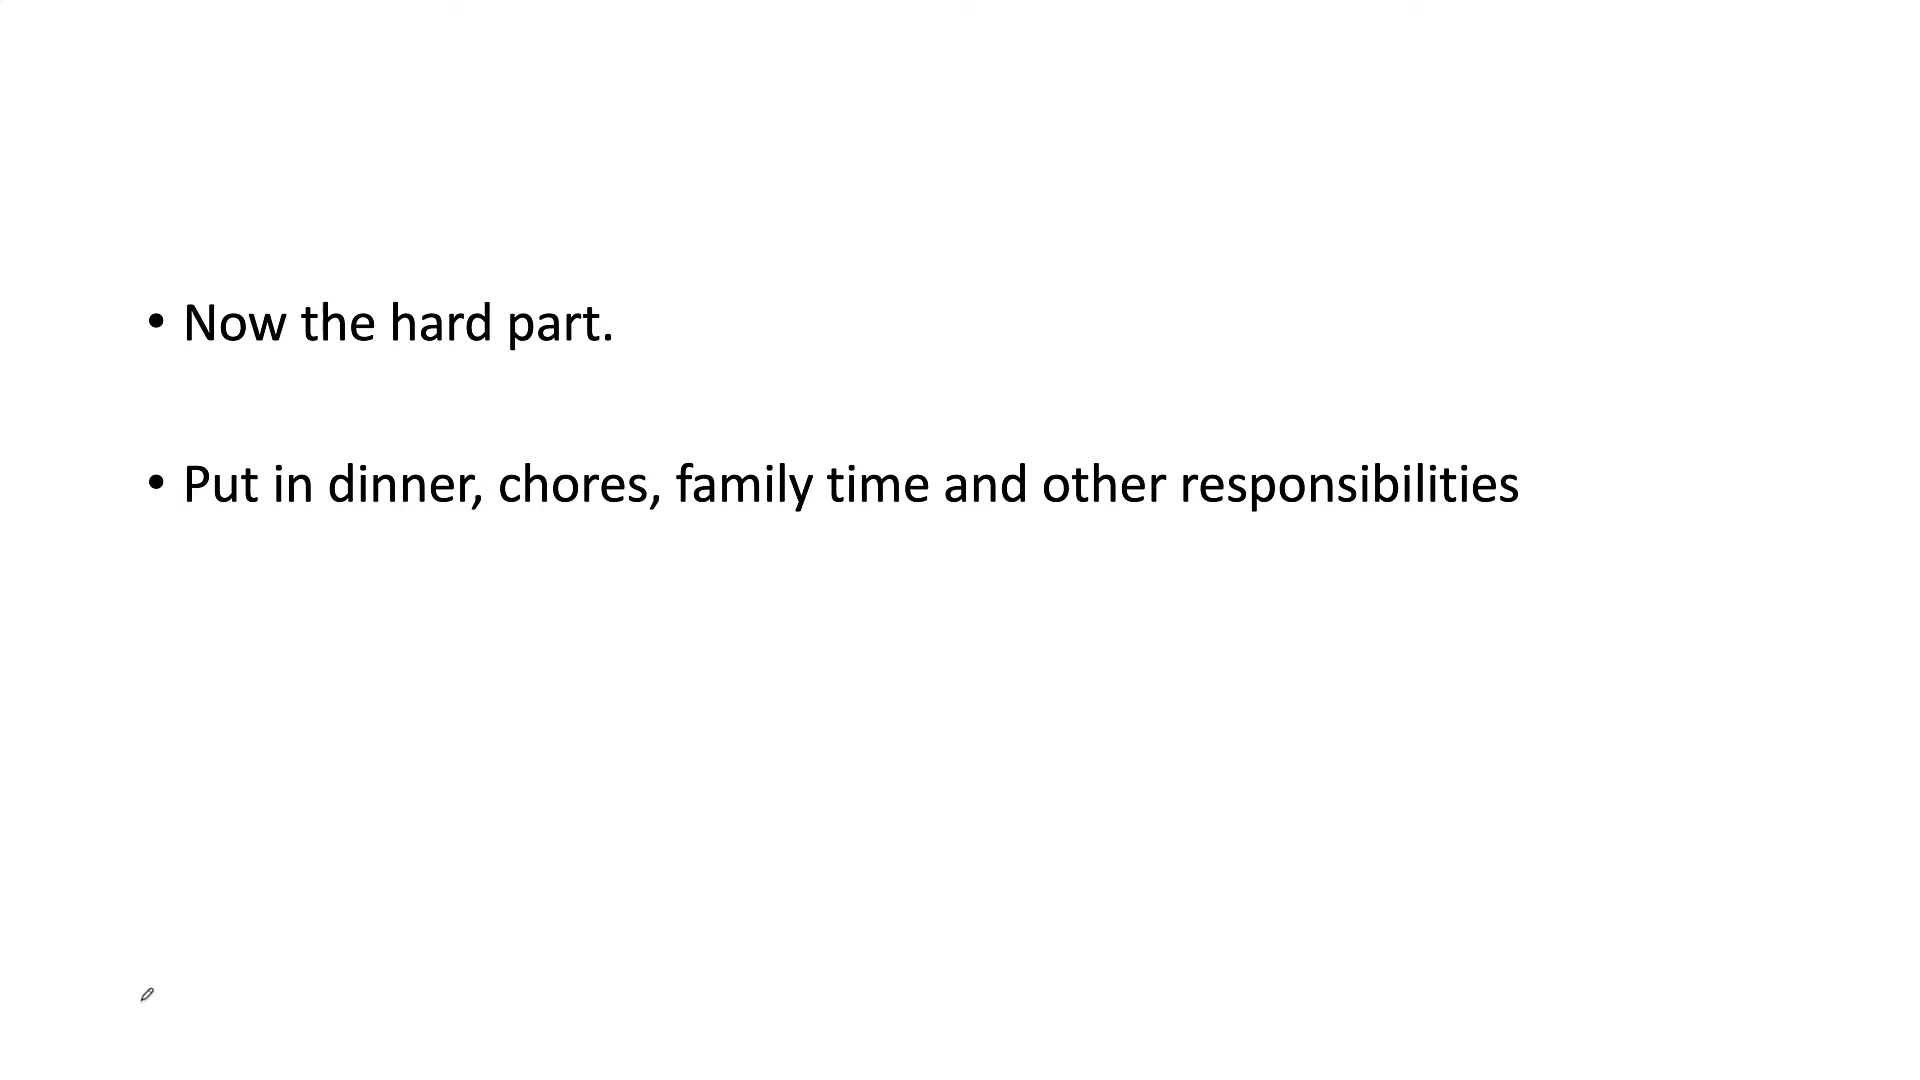 • Now the hard part.
• Put in dinner, chores, family time and other responsibilities